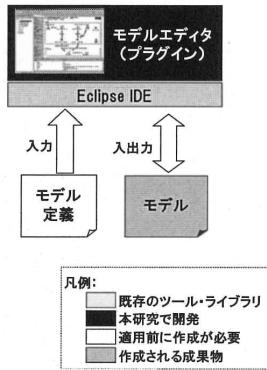 モデルエディタ
(プラグイン)
Eclipse IDE
入力
入出力
モデル
定義
モデル
凡例:
既存のツール・ライブラリ
本研究で開発
適用前に作成が必要
作成される成果物